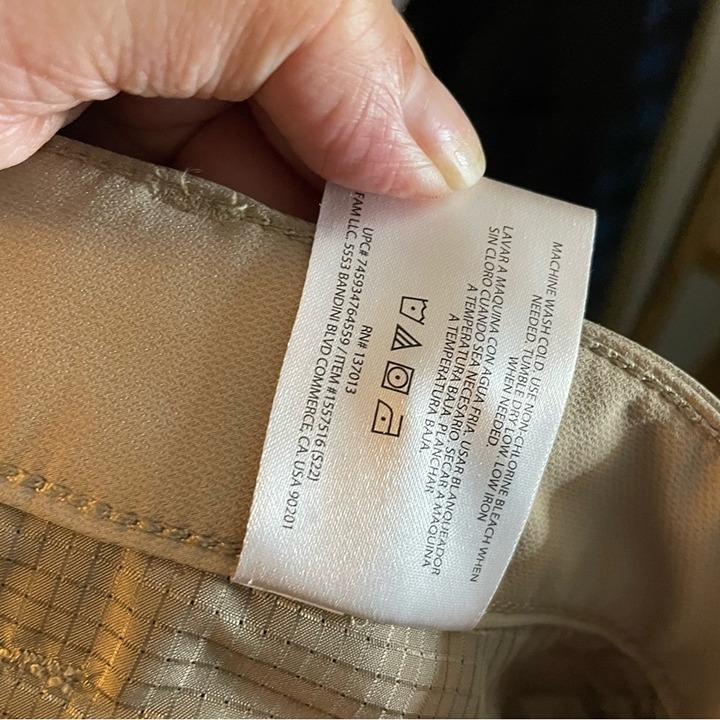 MACHINE WASH COLD, USE NON-CHLORINE BLEACH WHEN
NEEDED, TUMBLE DRY LOW, LOW IRON
WHEN NEEDED,
LAVAR A MAQUINA CON AGUA FRIA. USAR BLANQUEADOR
SIN CLORO CUANDO SEA NECESARIO, SECAR A MAQUINA
A TEMPERATURA BAJA. PLANCHAR
A TEMPERATURA BAJA
RN# 137013
UPC# 745934764559 / ITEM #1557516 (S22)
FAM LLC. 5553 BANDINI BLVD COMMERCE, CA. USA 90201